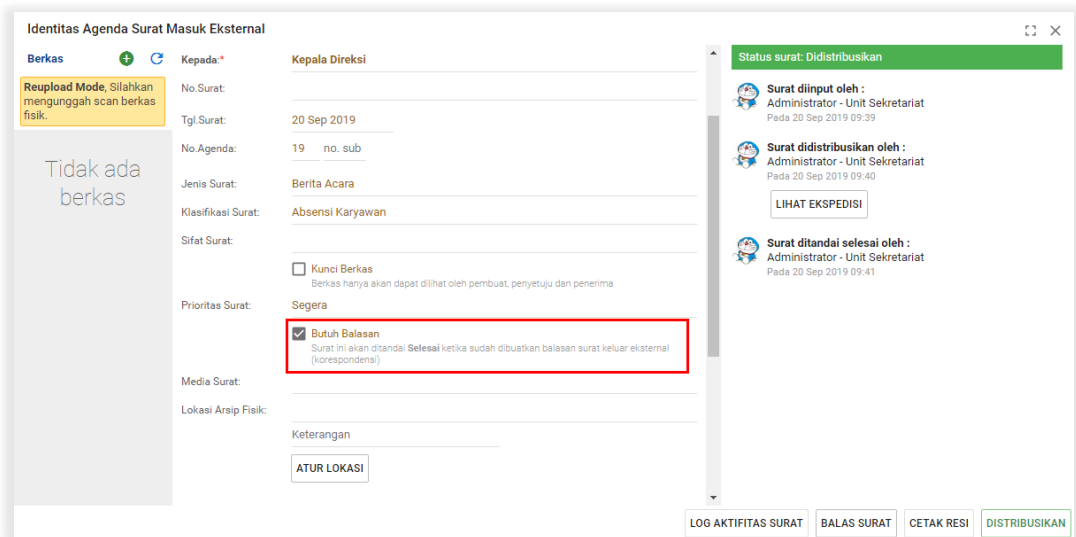 Identitas Agenda Surat Masuk Eksternal
Berkas
Reupload Mode, Silahkan
mengunggah scan berkas
fisik.
Tidak ada
berkas
Kepada:* Kepala Direksi
No.Surat:
Tgl.Surat: 20 Sep 2019
No.Agenda: 19 no. sub
Jenis Surat: Berita Acara
Klasifikasi Surat: Absensi Karyawan
Sifat Surat:
Kunci Berkas
Berkas hanya akan dapat dilihat oleh pembuat, penyetuju dan penerima
Prioritas Surat: Segera
Butuh Balasan
Surat ini akan ditandai Selesai ketika sudah dibuatkan balasan surat keluar eksternal
(korespondensi)
Media Surat:
Lokasi Arsip Fisik:
Keterangan
ATUR LOKASI
Status surat: Didistribusikan
Surat diinput oleh :
Administrator - Unit Sekretariat
Pada 20 Sep 2019 09:39
Surat didistribusikan oleh :
Administrator - Unit Sekretariat
Pada 20 Sep 2019 09:40
LIHAT EKSPEDISI
Surat ditandai selesai oleh :
Administrator - Unit Sekretariat
Pada 20 Sep 2019 09:41
LOG AKTIFITAS SURAT BALAS SURAT CETAK RESI DISTRIBUSIKAN